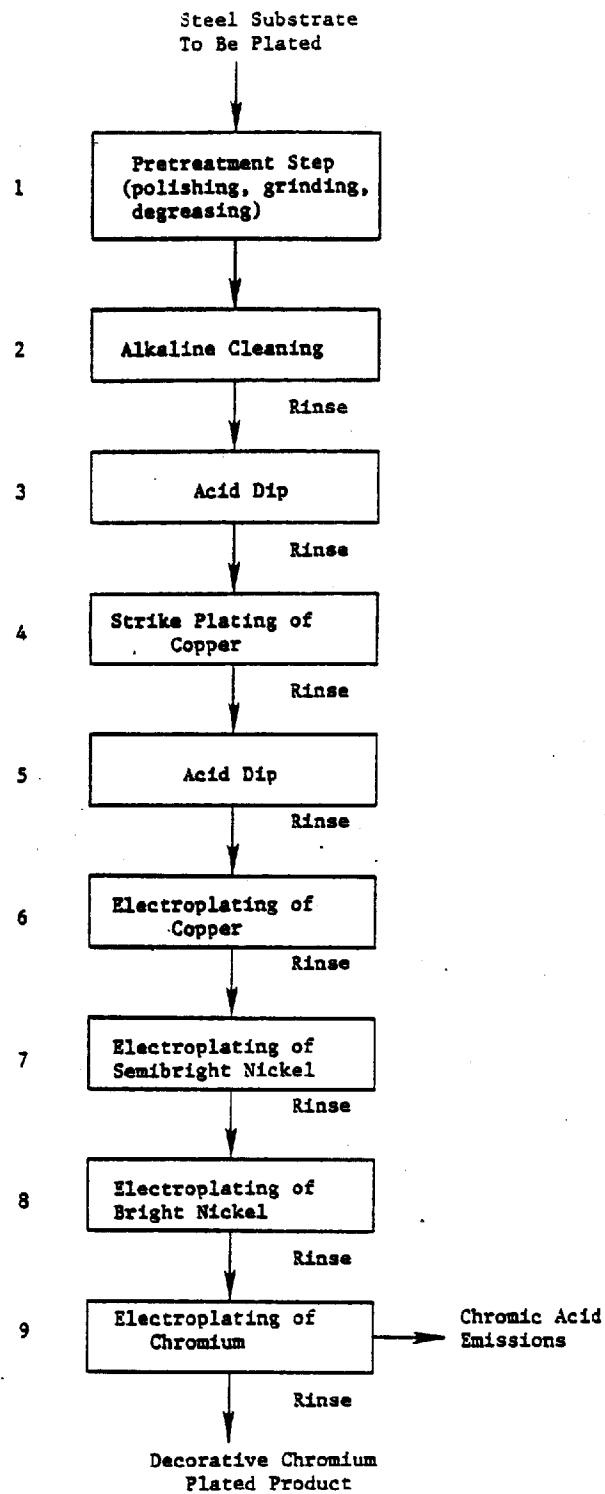 Steel Substrate
To Be Plated
1
Pretreatment Step
(polishing, grinding,
degreasing)
2
Alkaline Cleaning
Rinse
3
Acid Dip
Rinse
4
Strike Plating of
Copper
Rinse
5
Acid Dip
Rinse
6
Electroplating of
Copper
Rinse
7
Electroplating of
Semibright Nickel
Rinse
8
Electroplating of
Bright Nickel
Rinse
9
Electroplating of
Chromium
Chromic Acid
Emissions
Rinse
Decorative Chromium
Plated Product